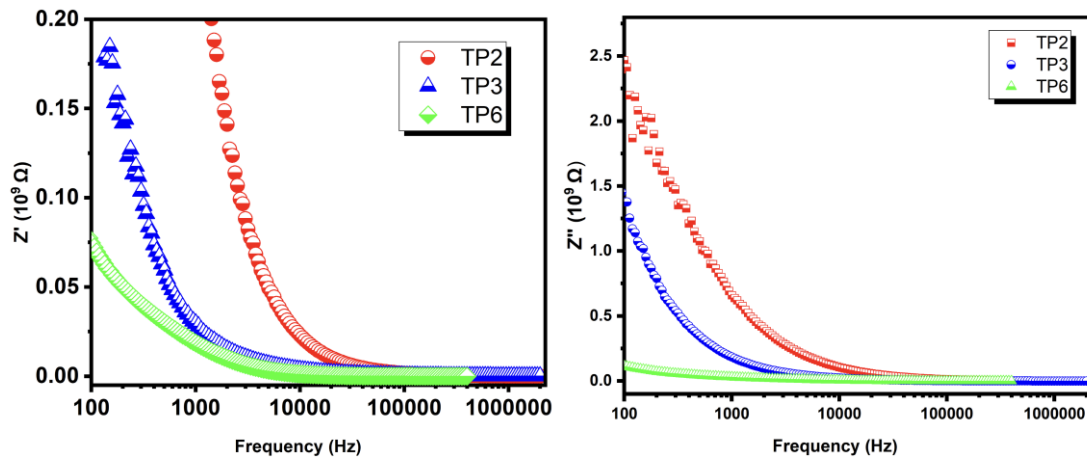 0.20
0.15
0.10
0.05
0.00
Z' (10⁹ Ω)
TP2
TP3
TP6
100 1000 10000 100000 1000000
Frequency (Hz)
2.5
2.0
1.5
1.0
0.5
0.0
Z'' (10⁹ Ω)
TP2
TP3
TP6
100 1000 10000 100000 1000000
Frequency (Hz)